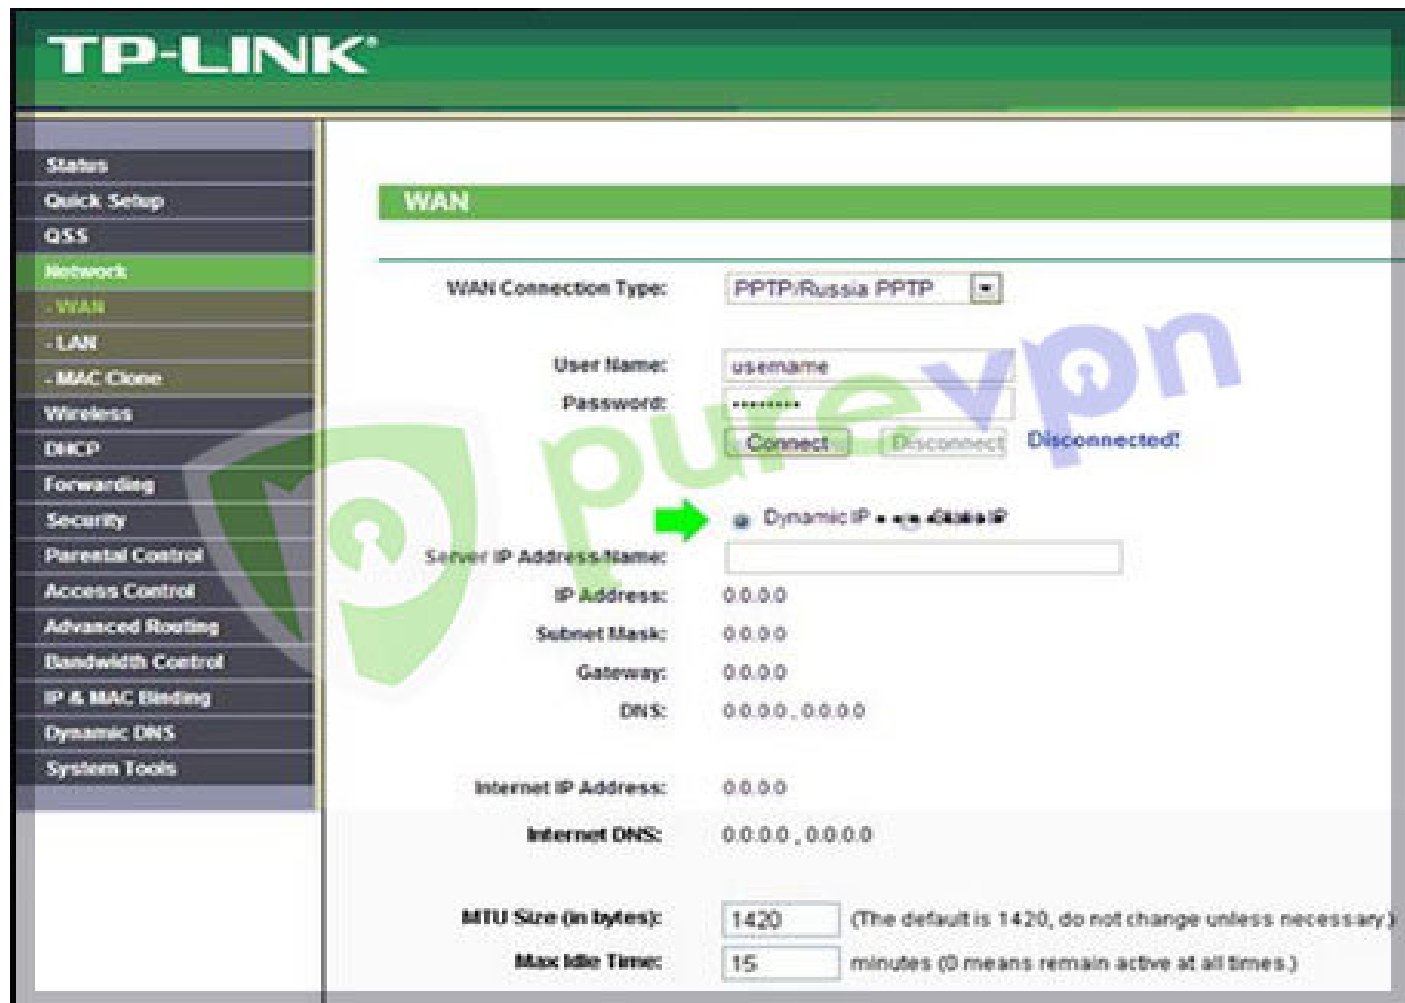 TP-LINK®
Status
Quick Setup
QSS
Network
- WAN
- LAN
- MAC Clone
Wireless
DHCP
Forwarding
Security
Parental Control
Access Control
Advanced Routing
Bandwidth Control
IP & MAC Binding
Dynamic DNS
System Tools
WAN
WAN Connection Type: PPTP/Russia PPTP
User Name: username
Password: ••••••••
Connect Disconnect Disconnected!
Dynamic IP Static IP
Server IP Address/Name:
IP Address: 0.0.0.0
Subnet Mask: 0.0.0.0
Gateway: 0.0.0.0
DNS: 0.0.0.0 , 0.0.0.0
Internet IP Address: 0.0.0.0
Internet DNS: 0.0.0.0 , 0.0.0.0
MTU Size (in bytes): 1420 (The default is 1420, do not change unless necessary.)
Max Idle Time: 15 minutes (0 means remain active at all times.)
purevpn